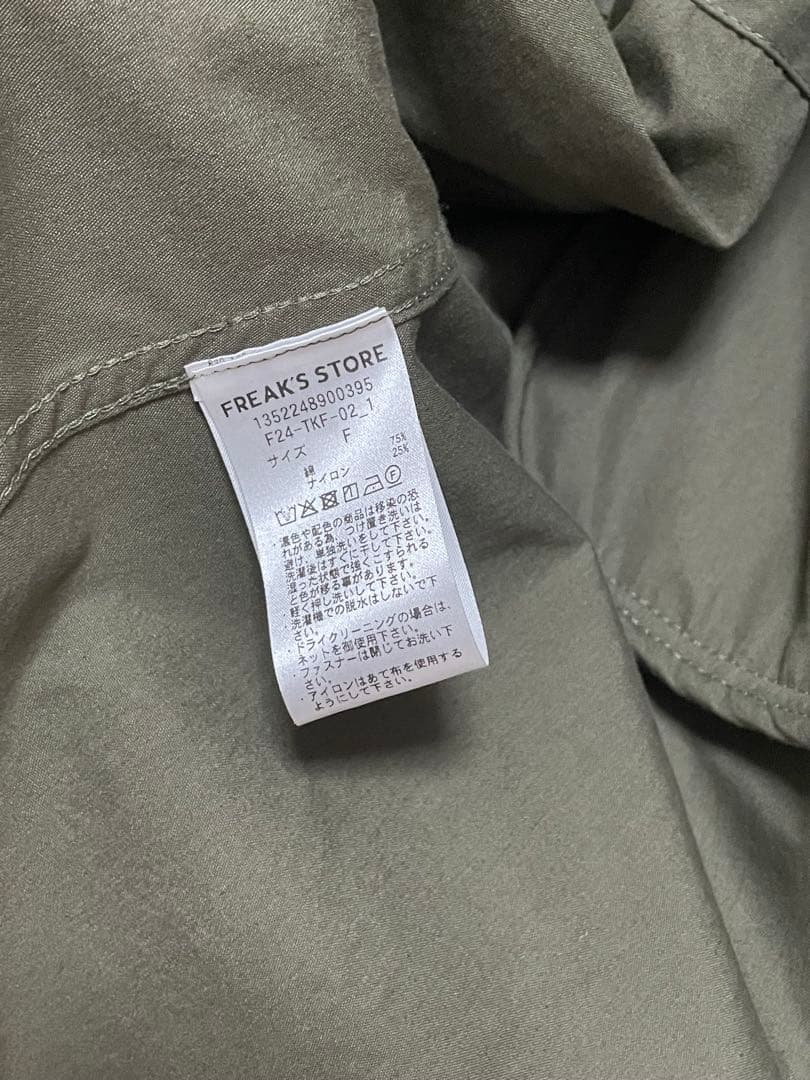 FREAK'S STORE
1352248900395
F24-TKF-02_1
サイズ F
綿 75%
ナイロン 25%
・濃色や配色の商品は移染の恐
れがある為、つけ置き洗いは
避け、単独洗いをして下さい。
洗濯後はすぐに干して下さい。
湿った状態で強くこすられる
と色が移る事があります。
軽く押し洗いして下さい。
・洗濯機での脱水はしないで下
さい。
・ドライクリーニングの場合は、
ネットを御使用下さい。
・ファスナーは閉じてお洗い下
さい。
・アイロンはあて布を使用する
ようにして下さい。